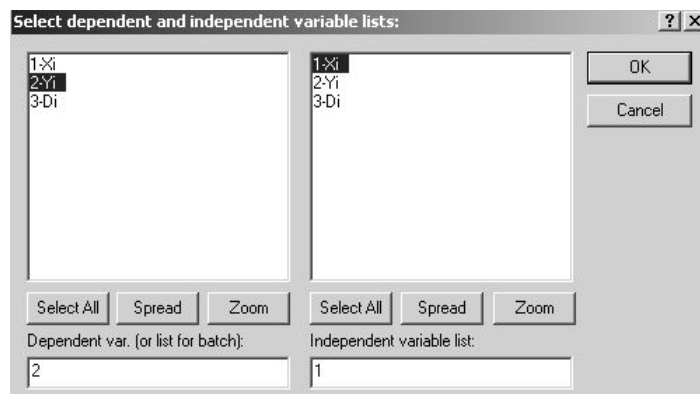 Select dependent and independent variable lists:
1-Xi
2-Yi
3-Di
1-Xi
2-Yi
3-Di
OK
Cancel
Select All Spread Zoom
Select All Spread Zoom
Dependent var. (or list for batch):
Independent variable list:
2
1